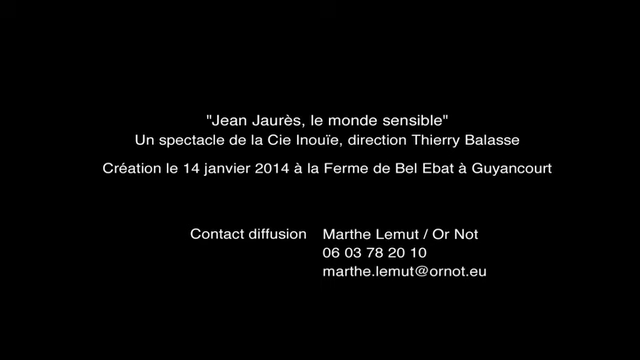 "Jean Jaurès, le monde sensible"
Un spectacle de la Cie Inouïe, direction Thierry Balasse
Création le 14 janvier 2014 à la Ferme de Bel Ebat à Guyancourt
Contact diffusion Marthe Lemut / Or Not
06 03 78 20 10
marthe.lemut@ornot.eu